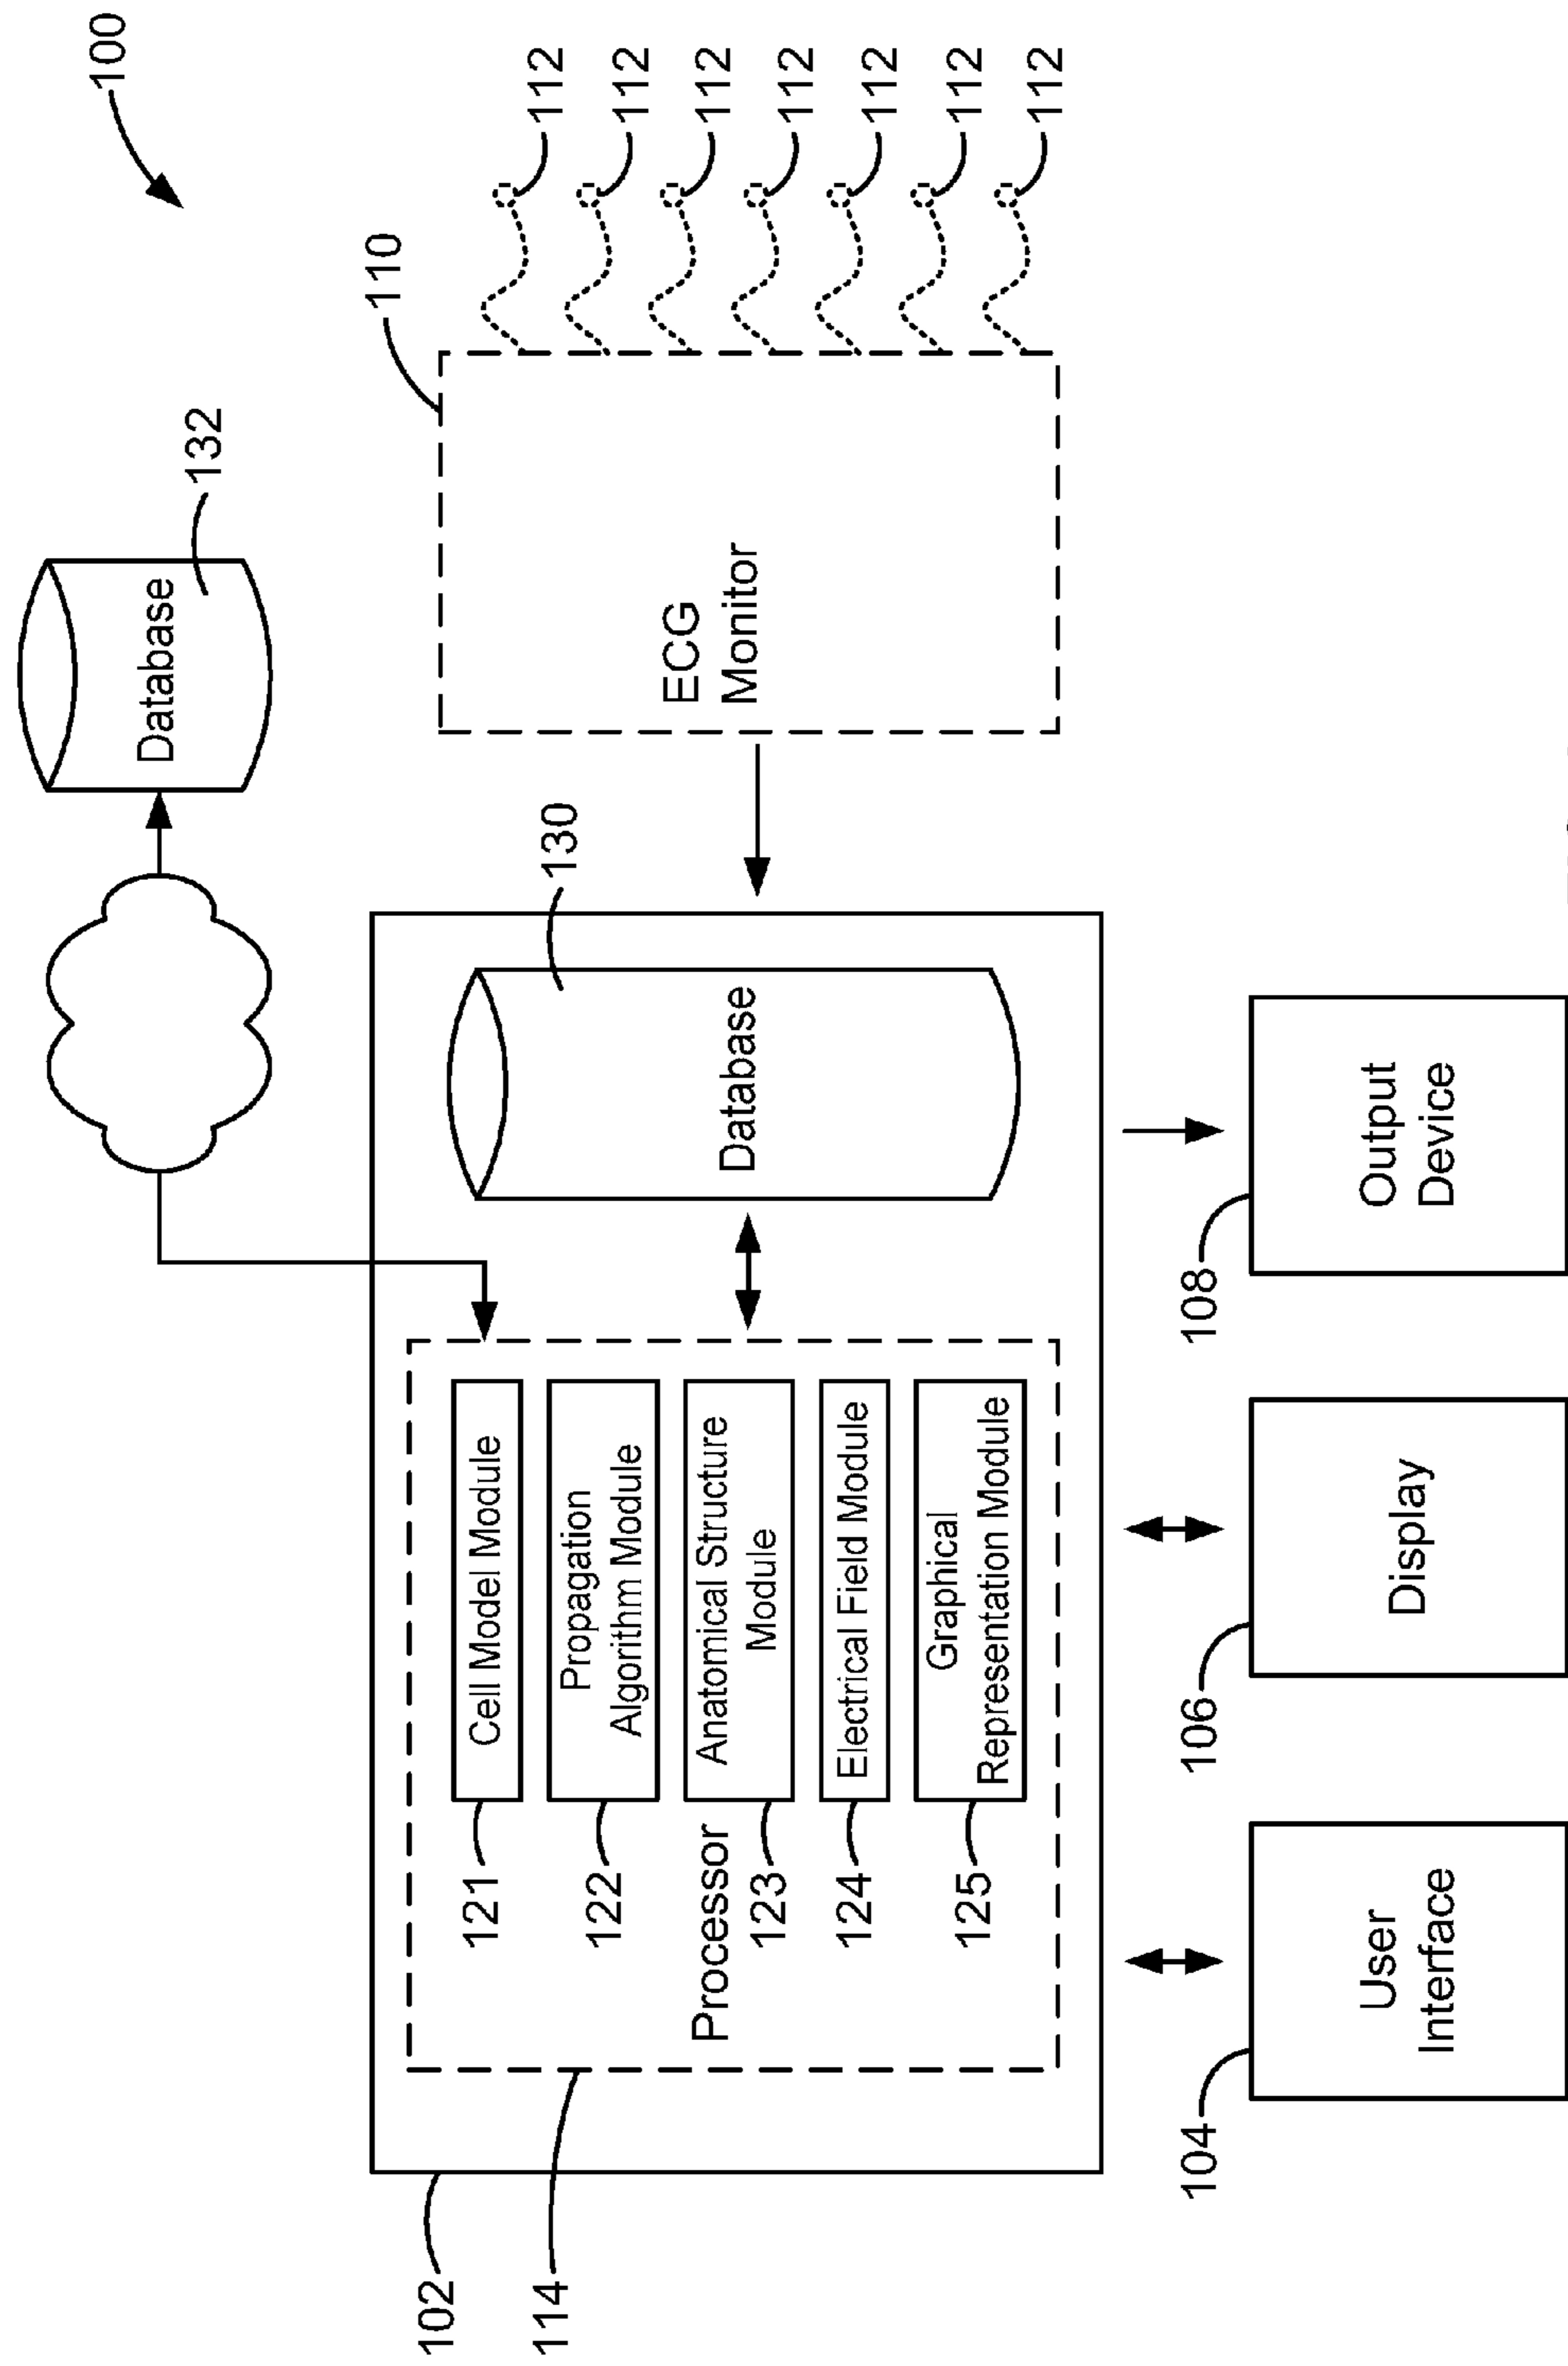 100
132
Database
110
112
112
112
112
112
112
112
ECG
Monitor
130
Database
102
114
Processor
121
Cell Model Module
122
Propagation
Algorithm Module
123
Anatomical Structure
Module
124
Electrical Field Module
125
Graphical
Representation Module
104
User
Interface
106
Display
108
Output
Device